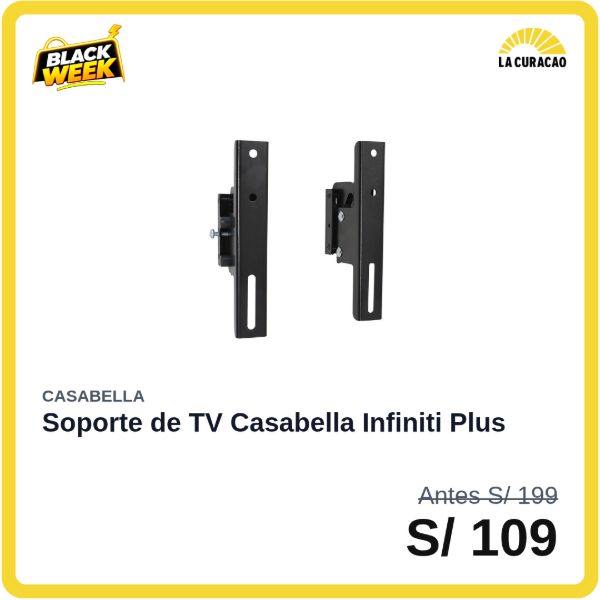 BLACK
WEEK
LA CURACAO
CASABELLA
Soporte de TV Casabella Infiniti Plus
Antes S/ 199
S/ 109